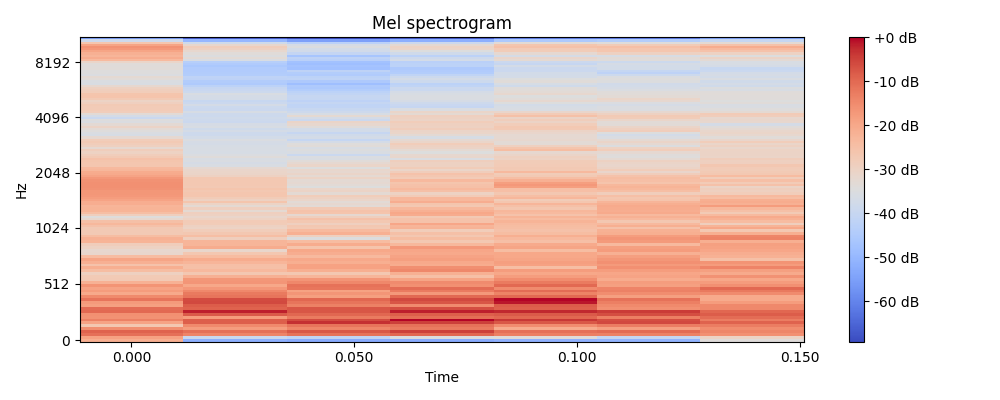 Mel spectrogram
Hz
8192
4096
2048
1024
512
0
0.000
0.050
0.100
0.150
Time
+0 dB
-10 dB
-20 dB
-30 dB
-40 dB
-50 dB
-60 dB